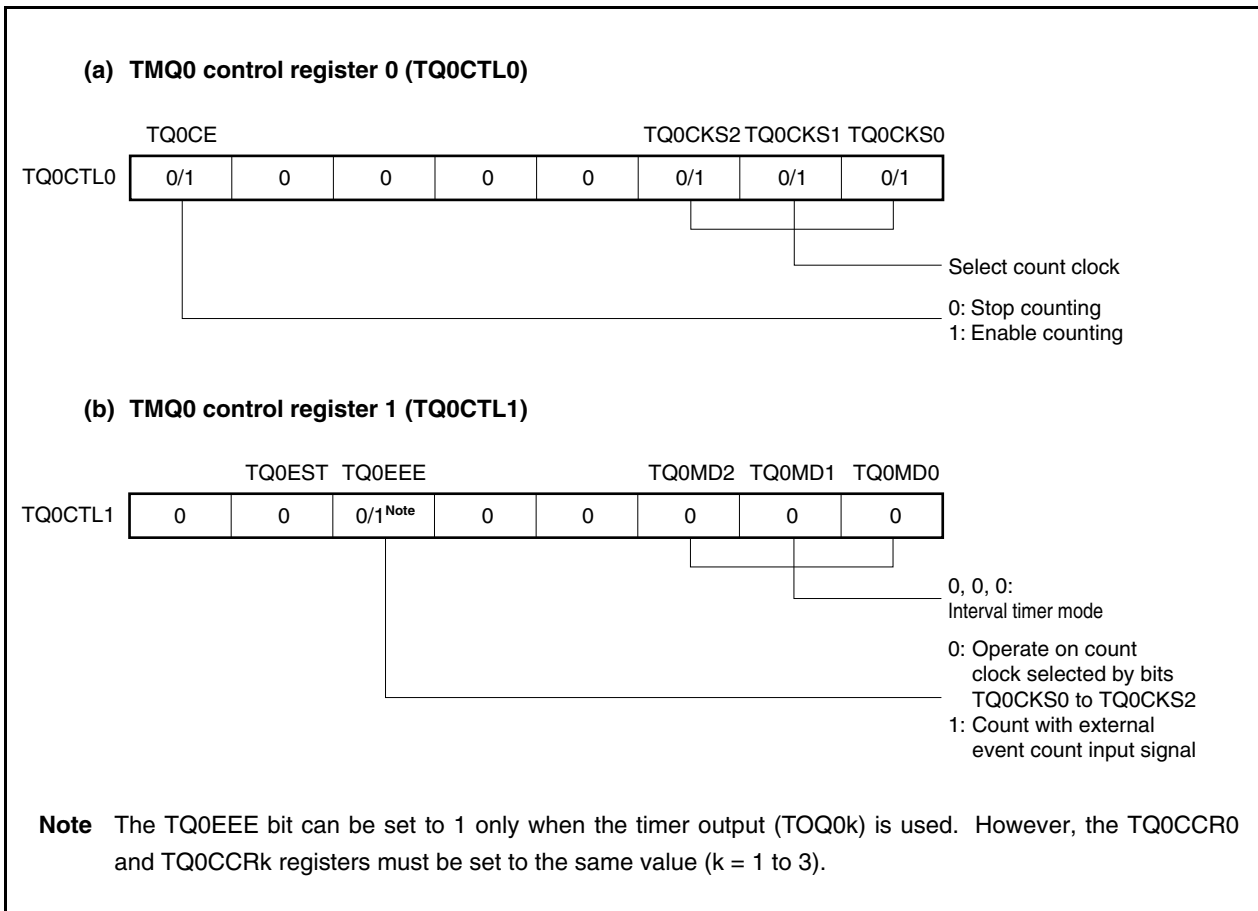 (a) TMQ0 control register 0 (TQ0CTL0)
TQ0CE TQ0CKS2 TQ0CKS1 TQ0CKS0
TQ0CTL0 0/1 0 0 0 0 0/1 0/1 0/1
Select count clock
0: Stop counting
1: Enable counting
(b) TMQ0 control register 1 (TQ0CTL1)
TQ0EST TQ0EEE TQ0MD2 TQ0MD1 TQ0MD0
TQ0CTL1 0 0 0/1Note 0 0 0 0 0
0, 0, 0:
Interval timer mode
0: Operate on count
clock selected by bits
TQ0CKS0 to TQ0CKS2
1: Count with external
event count input signal
Note The TQ0EEE bit can be set to 1 only when the timer output (TOQ0k) is used. However, the TQ0CCR0
and TQ0CCRk registers must be set to the same value (k = 1 to 3).